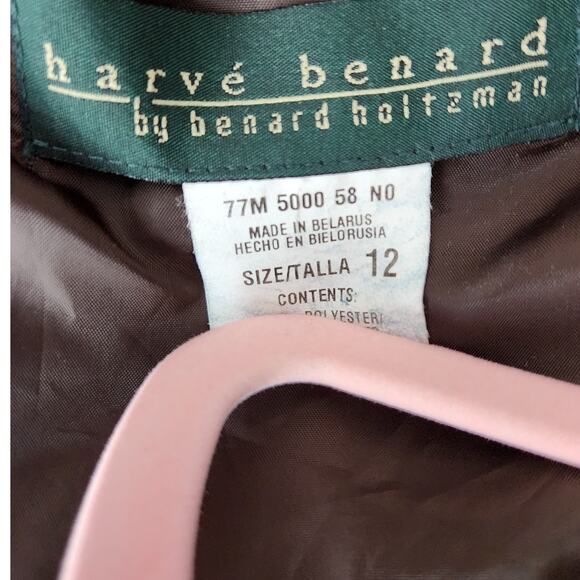 harvé benard
by benard holtzman
77M 5000 58 NO
MADE IN BELARUS
HECHO EN BIELORUSIA
SIZE/TALLA 12
CONTENTS:
POLYESTER/